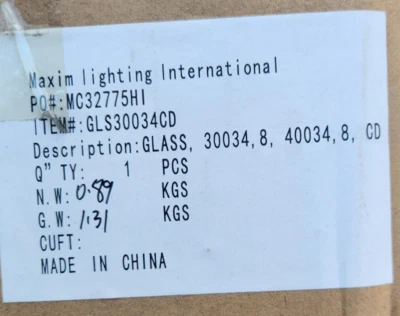 Maxim lighting International
PO#:MC32775HI
ITEM#:GLS30034CD
Description:GLASS, 30034,8, 40034,8, CD
Q”TY: 1 PCS
N.W: 0.89 KGS
G.W: 1.31 KGS
CUFT:
MADE IN CHINA